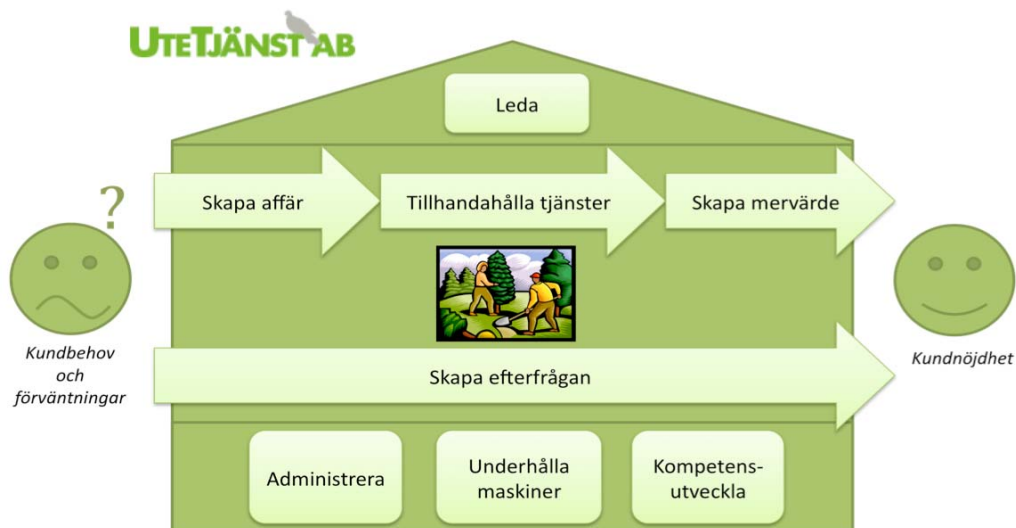 UTETJÄNST AB
Leda
Skapa affär
Tillhandahålla tjänster
Skapa mervärde
?
Kundbehov
och
förväntningar
Kundnöjdhet
Skapa efterfrågan
Administrera
Underhålla
maskiner
Kompetens-
utveckla